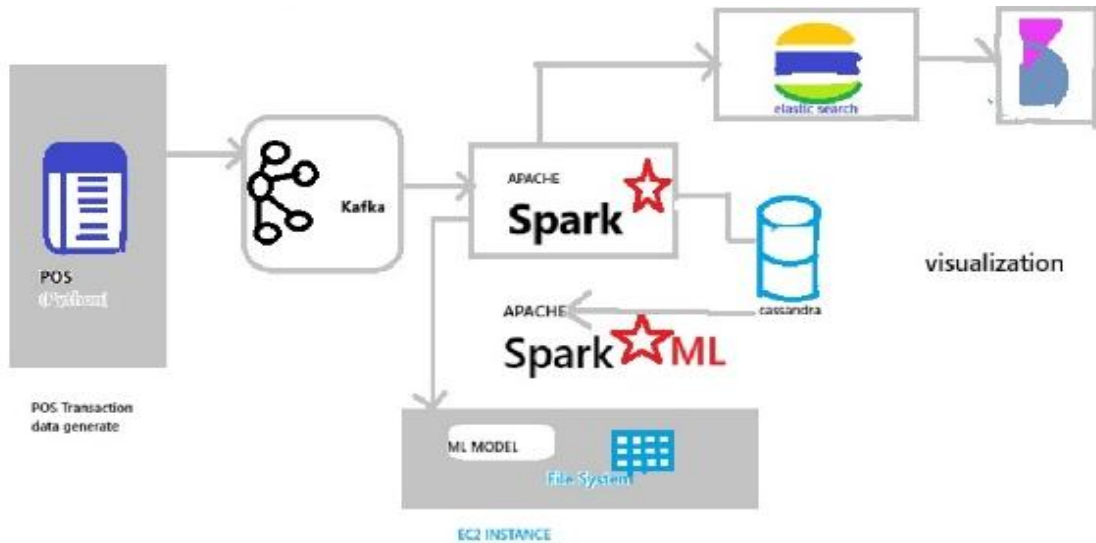 POS
(Python)
POS Transaction
data generate
Kafka
APACHE
Spark
elastic search
cassandra
visualization
APACHE
Spark ML
ML MODEL
File System
EC2 INSTANCE